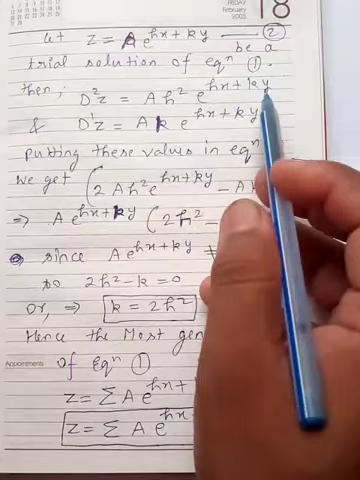 FRIDAY
February
2005
18
Let z = A e^{hx + ky} —— ②
be a
trial solution of eqⁿ ①.
then,
D²z = A h² e^{hx + ky}
& D'z = A k e^{hx + ky}
putting these values in eqⁿ
we get (2 A h² e^{hx + ky} - A
⇒ A e^{hx + ky} (2h² -
since A e^{hx + ky} ≠
so 2h² - k = 0
or, ⇒ k = 2h²
Hence the Most gen
Appointments
of Eqⁿ ①
z = Σ A e^{hx +
z = Σ A e^{hx